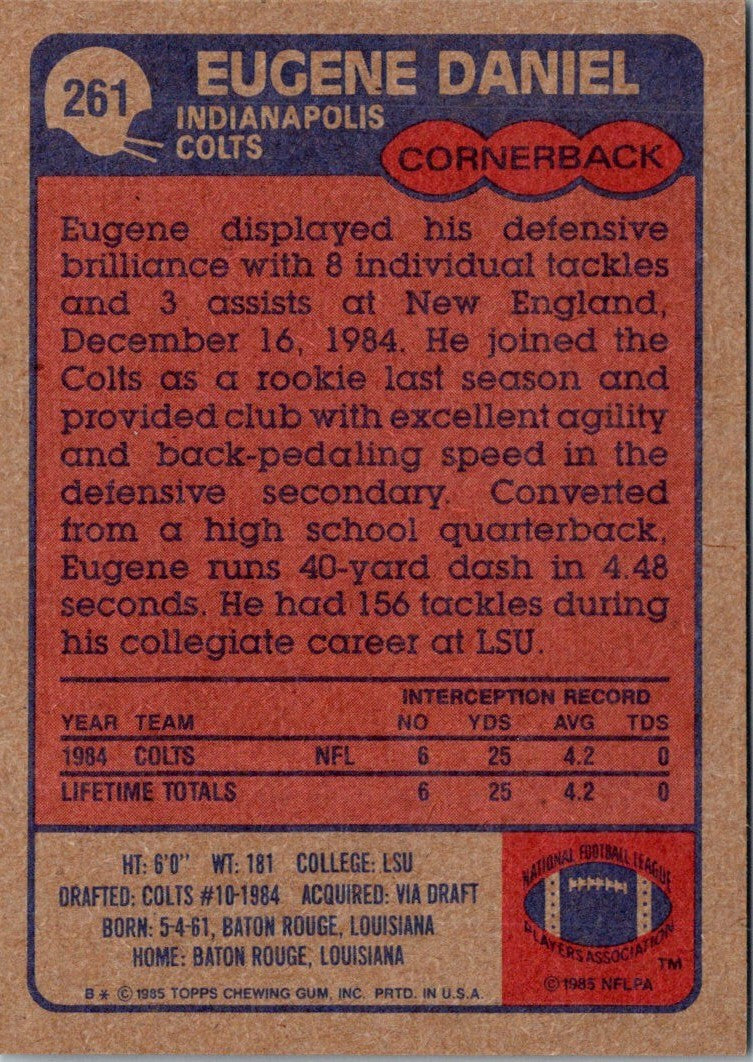 261
EUGENE DANIEL
INDIANAPOLIS
COLTS
CORNERBACK
Eugene displayed his defensive
brilliance with 8 individual tackles
and 3 assists at New England,
December 16, 1984. He joined the
Colts as a rookie last season and
provided club with excellent agility
and back-pedaling speed in the
defensive secondary. Converted
from a high school quarterback,
Eugene runs 40-yard dash in 4.48
seconds. He had 156 tackles during
his collegiate career at LSU.
INTERCEPTION RECORD
YEAR TEAM NO YDS AVG TDS
1984 COLTS NFL 6 25 4.2 0
LIFETIME TOTALS 6 25 4.2 0
HT: 6'0" WT: 181 COLLEGE: LSU
DRAFTED: COLTS #10-1984 ACQUIRED: VIA DRAFT
BORN: 5-4-61, BATON ROUGE, LOUISIANA
HOME: BATON ROUGE, LOUISIANA
B* © 1985 TOPPS CHEWING GUM, INC. PRTD. IN U.S.A.
NATIONAL FOOTBALL LEAGUE
PLAYERS ASSOCIATION
TM
© 1985 NFLPA